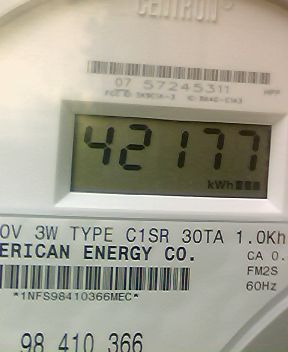 CENTRON®
07 57245311
42177
kWh
0V 3W TYPE C1SR 30TA 1.0Kh
ERICAN ENERGY CO.
CA 0.
FM2S
60Hz
*1NFS98410366MEC*
98 410 366